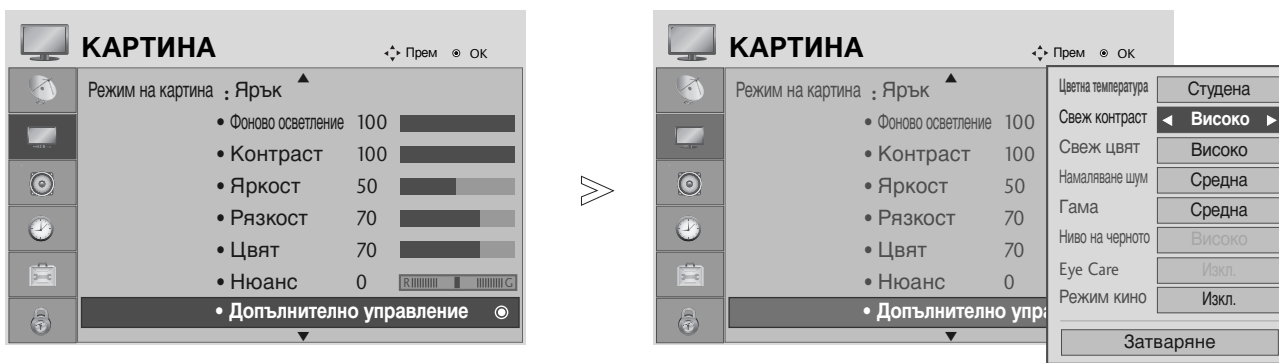 КАРТИНА
Прем OK
Режим на картина : Ярък
• Фоново осветление 100
• Контраст 100
• Яркост 50
• Рязкост 70
• Цвят 70
• Нюанс 0 R G
• Допълнително управление
КАРТИНА
Прем OK
Режим на картина : Ярък
• Фоново осветление 100
• Контраст 100
• Яркост 50
• Рязкост 70
• Цвят 70
• Нюанс 0
• Допълнително упра
Цветна температура Студена
Свеж контраст Високо
Свеж цвят Високо
Намаляване шум Средна
Гама Средна
Ниво на черното Високо
Eye Care Изкл.
Режим кино Изкл.
Затваряне